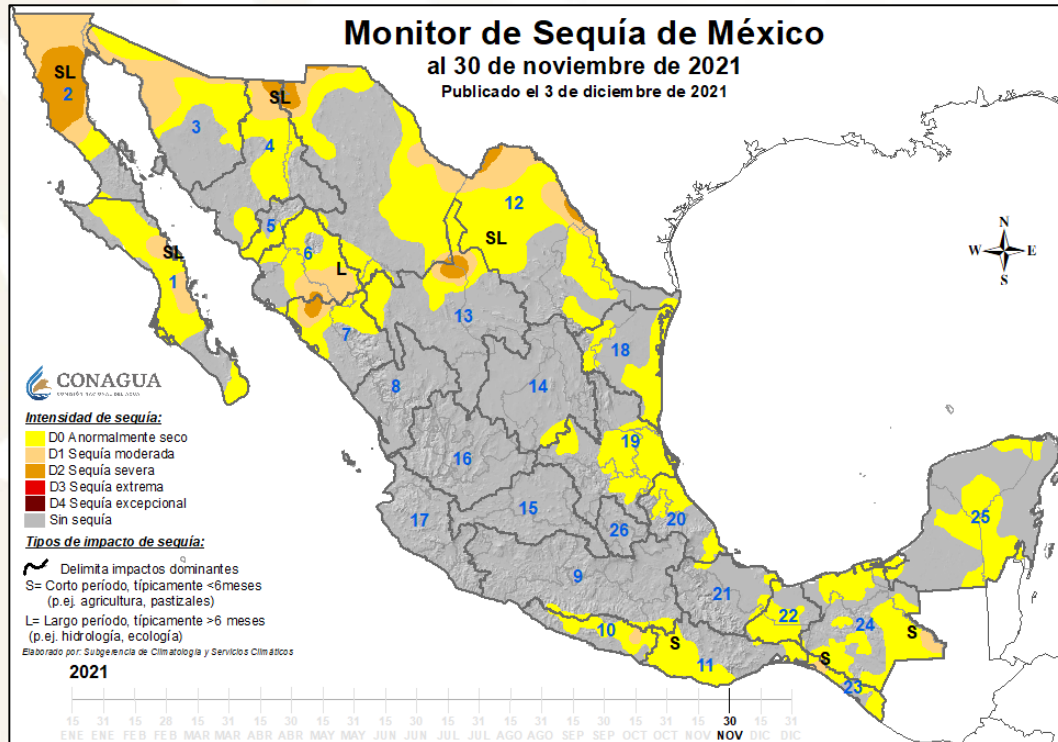 Monitor de Sequía de México
al 30 de noviembre de 2021
Publicado el 3 de diciembre de 2021
SL
2
3
SL
4
12
SL
5
6
L
SL
1
7
13
18
8
14
19
16
15
17
26
20
25
9
21
22
10
S
11
24
S
S
23
N
W E
S
CONAGUA
COMISIÓN NACIONAL DEL AGUA
Intensidad de sequía:
D0 Anormalmente seco
D1 Sequía moderada
D2 Sequía severa
D3 Sequía extrema
D4 Sequía excepcional
Sin sequía
Tipos de impacto de sequía:
Delimita impactos dominantes
S= Corto período, típicamente <6meses
(p.ej. agricultura, pastizales)
L= Largo período, típicamente >6 meses
(p.ej. hidrología, ecología)
Elaborado por: Subgerencia de Climatología y Servicios Climáticos
2021
15 31 15 28 15 31 15 30 15 31 15 30 15 31 15 31 15 30 15 31 15 30 15 31
ENE ENE FEB FEB MAR MAR ABR ABR MAY MAY JUN JUN JUL JUL AGO AGO SEP SEP OCT OCT NOV NOV DIC DIC